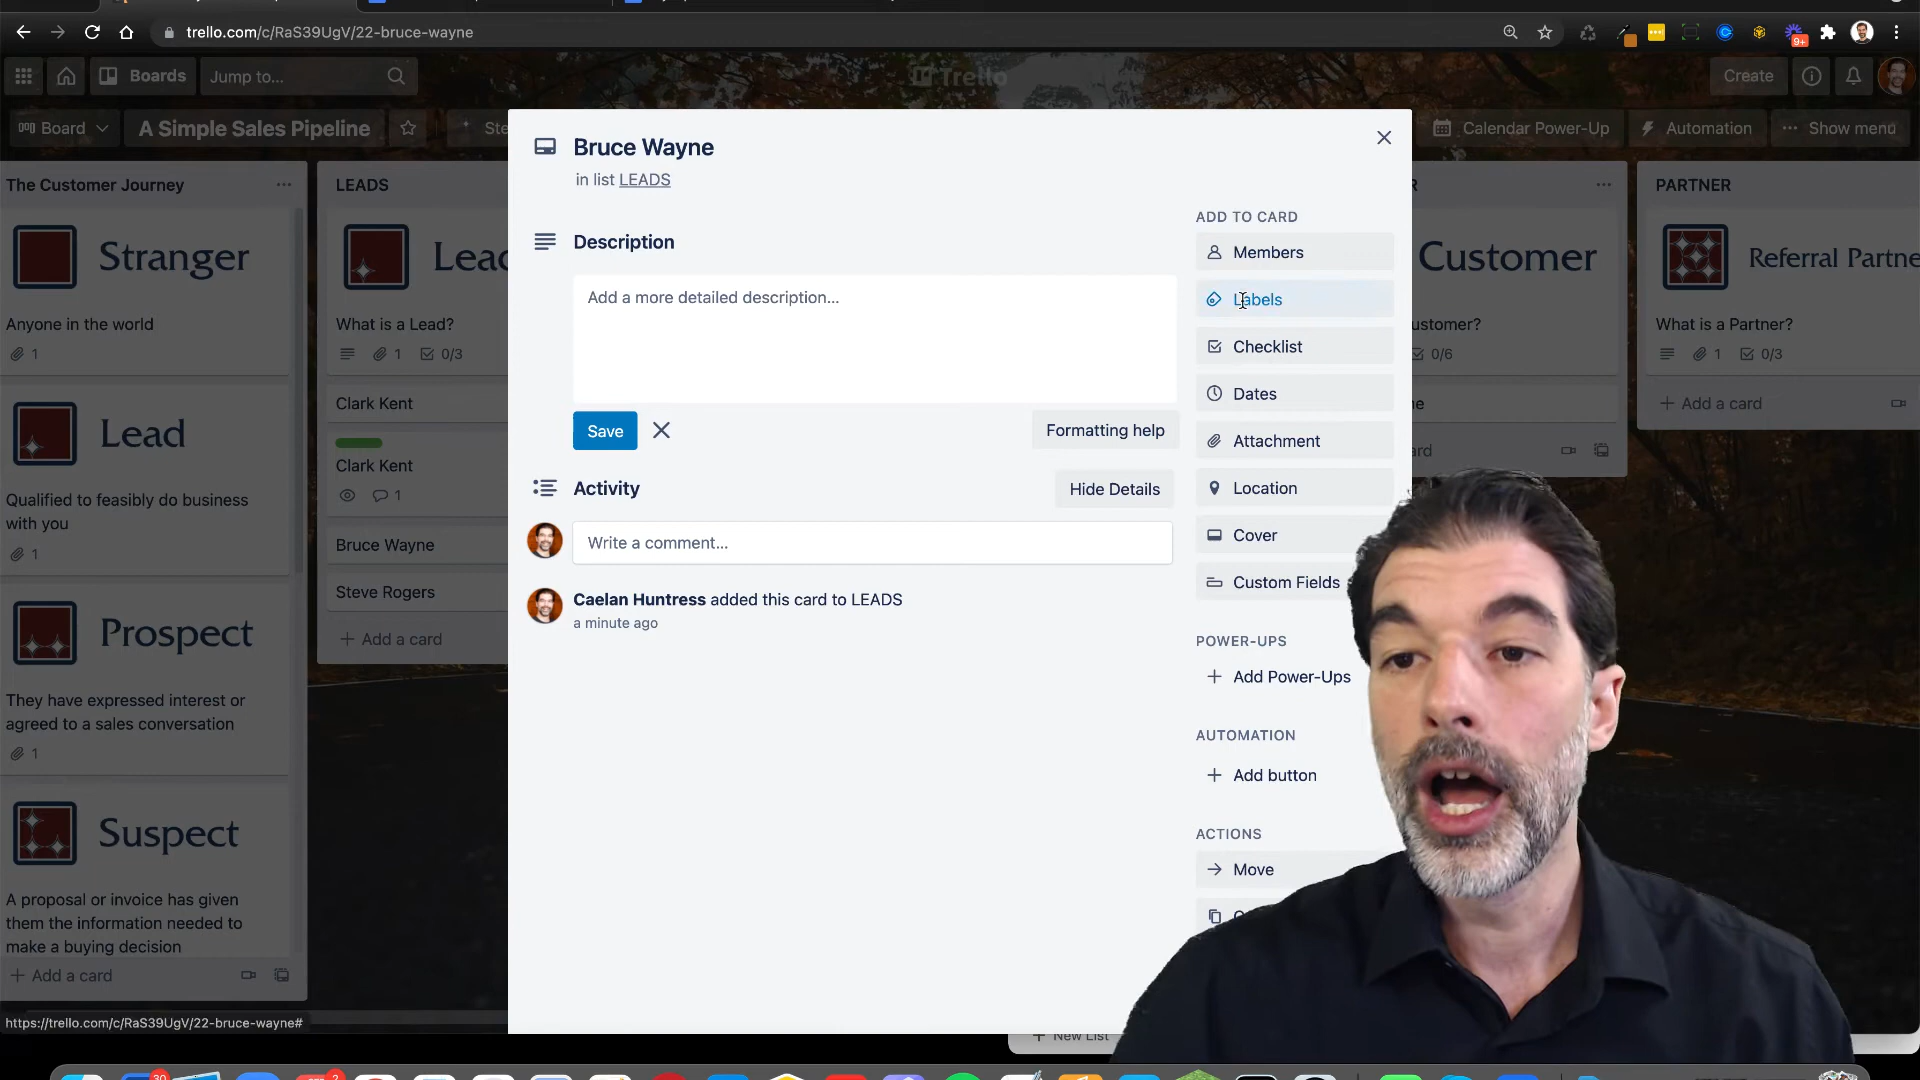 trello.com/c/RaS39UgV/22-bruce-wayne
9+
Boards
Jump to...
Trello
Create
Board
A Simple Sales Pipeline
Calendar Power-Up
Automation
Show menu
The Customer Journey
Stranger
Anyone in the world
1
Lead
Qualified to feasibly do business
with you
1
Prospect
They have expressed interest or
agreed to a sales conversation
1
Suspect
A proposal or invoice has given
them the information needed to
make a buying decision
+ Add a card
LEADS
What is a Lead?
1 0/3
Clark Kent
Clark Kent
1
Bruce Wayne
Steve Rogers
+ Add a card
Bruce Wayne
in list LEADS
Description
Add a more detailed description...
Save
Formatting help
Activity
Hide Details
Write a comment...
Caelan Huntress added this card to LEADS
a minute ago
ADD TO CARD
Members
Labels
Checklist
Dates
Attachment
Location
Cover
Custom Fields
POWER-UPS
+ Add Power-Ups
AUTOMATION
+ Add button
ACTIONS
Move
Customer
0/6
PARTNER
What is a Partner?
1 0/3
+ Add a card
+ New List
https://trello.com/c/RaS39UgV/22-bruce-wayne#
30
2